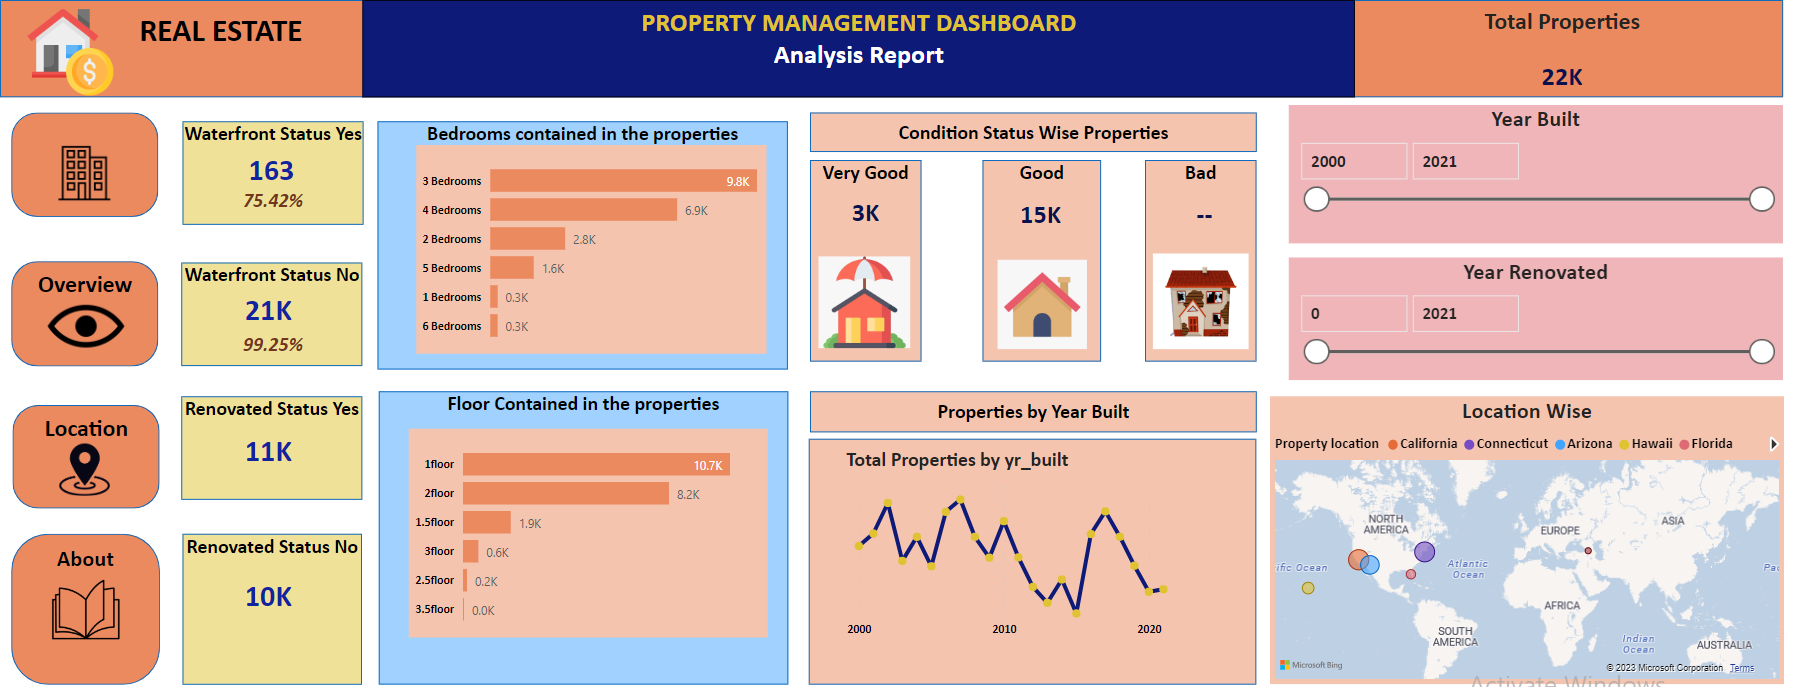 REAL ESTATE
PROPERTY MANAGEMENT DASHBOARD
Analysis Report
Total Properties
22K
Waterfront Status Yes
163
75.42%
Overview
Waterfront Status No
21K
99.25%
Location
Renovated Status Yes
11K
About
Renovated Status No
10K
Bedrooms contained in the properties
3 Bedrooms 9.8K
4 Bedrooms 6.9K
2 Bedrooms 2.8K
5 Bedrooms 1.6K
1 Bedrooms 0.3K
6 Bedrooms 0.3K
Floor Contained in the properties
1floor 10.7K
2floor 8.2K
1.5floor 1.9K
3floor 0.6K
2.5floor 0.2K
3.5floor 0.0K
Condition Status Wise Properties
Very Good
3K
Good
15K
Bad
--
Properties by Year Built
Total Properties by yr_built
2000 2010 2020
Year Built
2000 2021
Year Renovated
0 2021
Location Wise
Property location California Connecticut Arizona Hawaii Florida
NORTH
AMERICA
EUROPE
ASIA
ific Ocean
Atlantic
Ocean
Pac
AFRICA
SOUTH
AMERICA
Indian
Ocean
AUSTRALIA
Microsoft Bing
© 2023 Microsoft Corporation Terms
Activate Windows